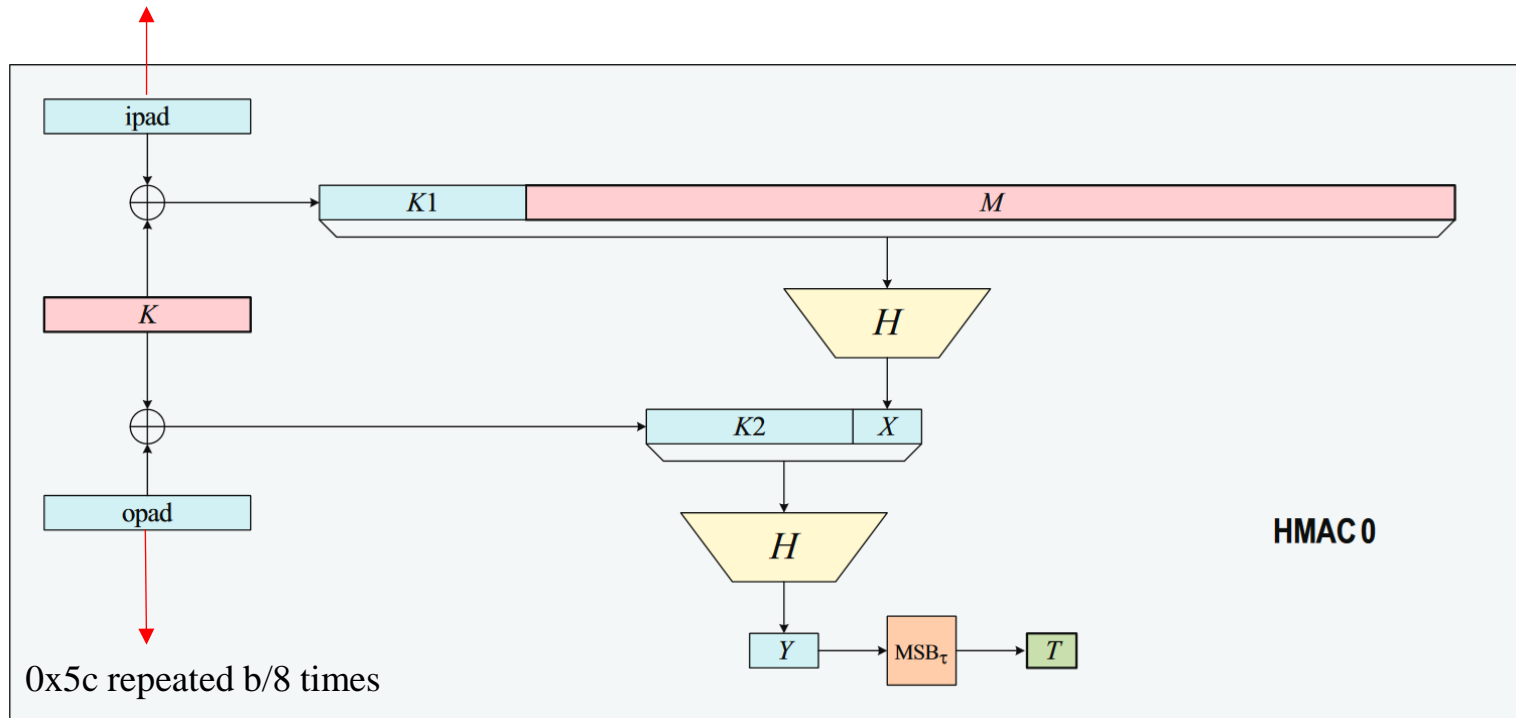 ipad
K1
M
K
H
K2
X
opad
H
HMAC 0
Y
MSBτ
T
0x5c repeated b/8 times